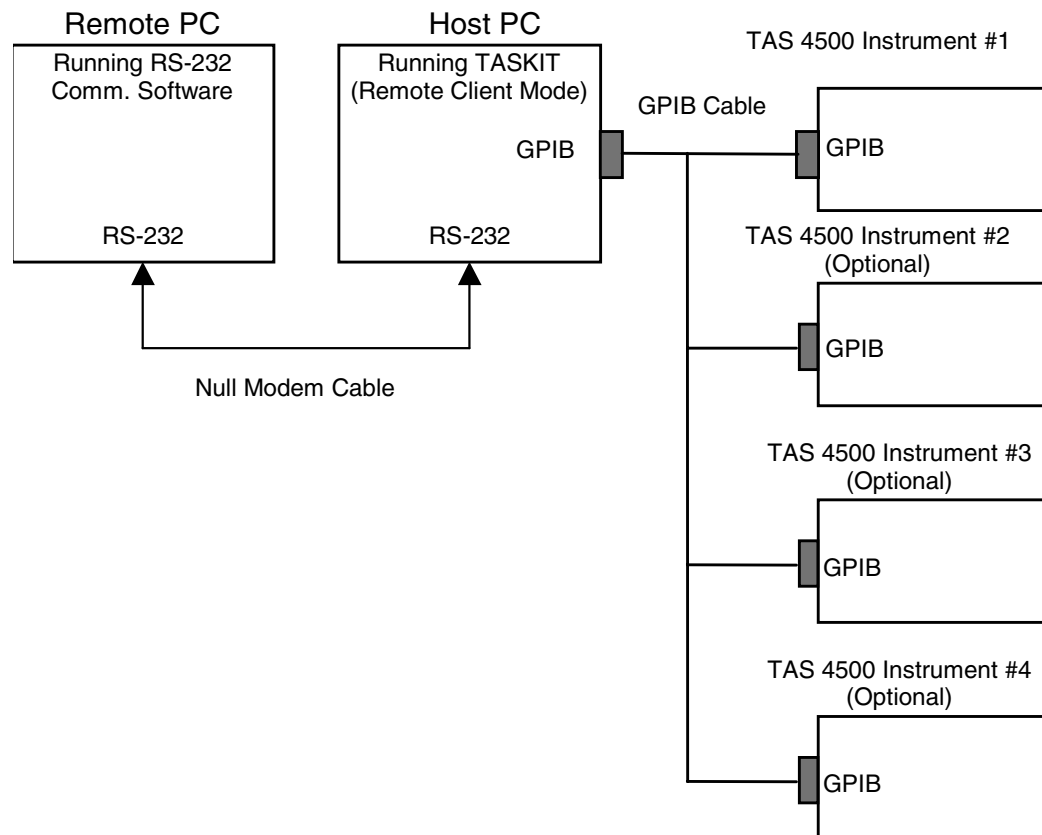 Remote PC
Running RS-232
Comm. Software
RS-232
Host PC
Running TASKIT
(Remote Client Mode)
GPIB
RS-232
Null Modem Cable
GPIB Cable
TAS 4500 Instrument #1
GPIB
TAS 4500 Instrument #2
(Optional)
GPIB
TAS 4500 Instrument #3
(Optional)
GPIB
TAS 4500 Instrument #4
(Optional)
GPIB